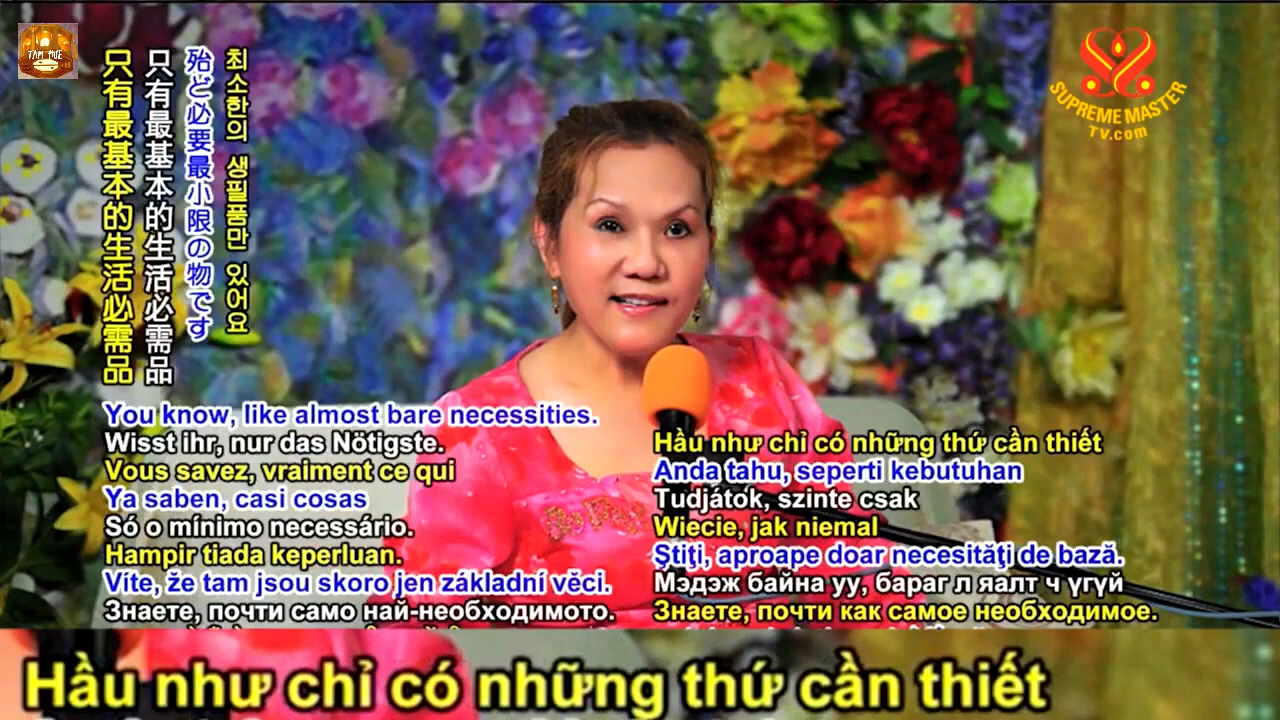 TÂM TUỆ
SUPREME MASTER
TV.com
최소한의 생필품만 있어요
殆ど必要最小限の物です
只有最基本的生活必需品
只有最基本的生活必需品
You know, like almost bare necessities.
Wisst ihr, nur das Nötigste.
Vous savez, vraiment ce qui
Ya saben, casi cosas
Só o mínimo necessário.
Hampir tiada keperluan.
Víte, že tam jsou skoro jen základní věci.
Знаете, почти само най-необходимото.
Hầu như chỉ có những thứ cần thiết
Anda tahu, seperti kebutuhan
Tudjátok, szinte csak
Wiecie, jak niemal
Ştiţi, aproape doar necesităţi de bază.
Мэдэж байна уу, бараг л яалт ч үгүй
Знаете, почти как самое необходимое.
Hầu như chỉ có những thứ cần thiết